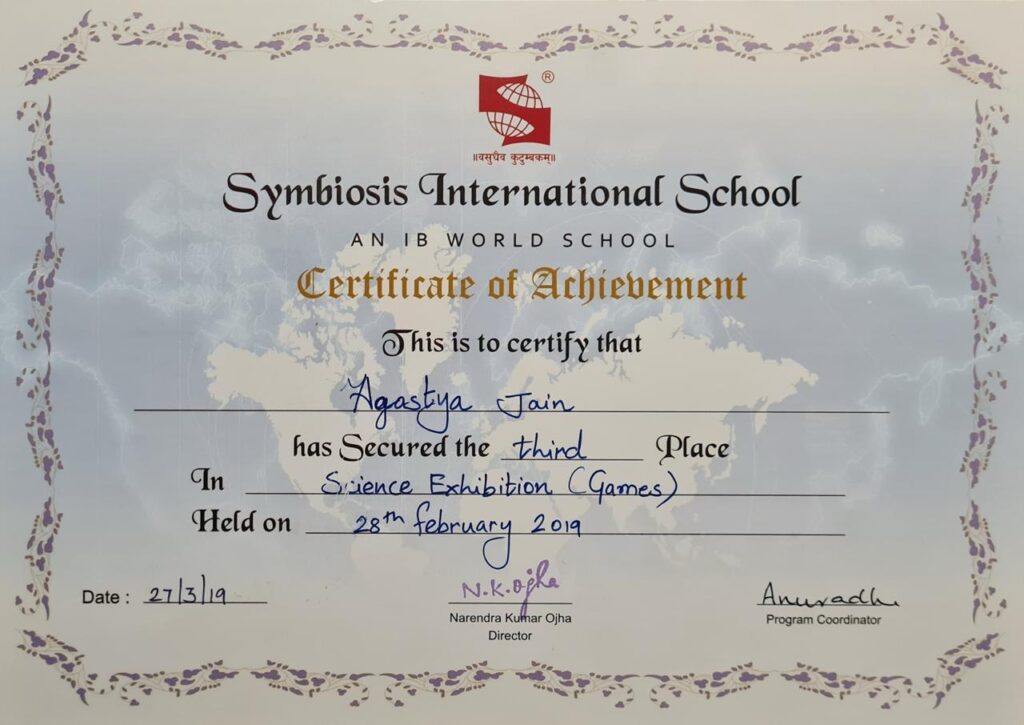 ®
॥वसुधैव कुटुम्बकम्॥
Symbiosis International School
AN IB WORLD SCHOOL
Certificate of Achievement
This is to certify that
Agastya Jain
has Secured the third Place
In Science Exhibition (Games)
Held on 28th february 2019
Date : 27/3/19
N.K.Ojha
Narendra Kumar Ojha
Director
Anuradha
Program Coordinator